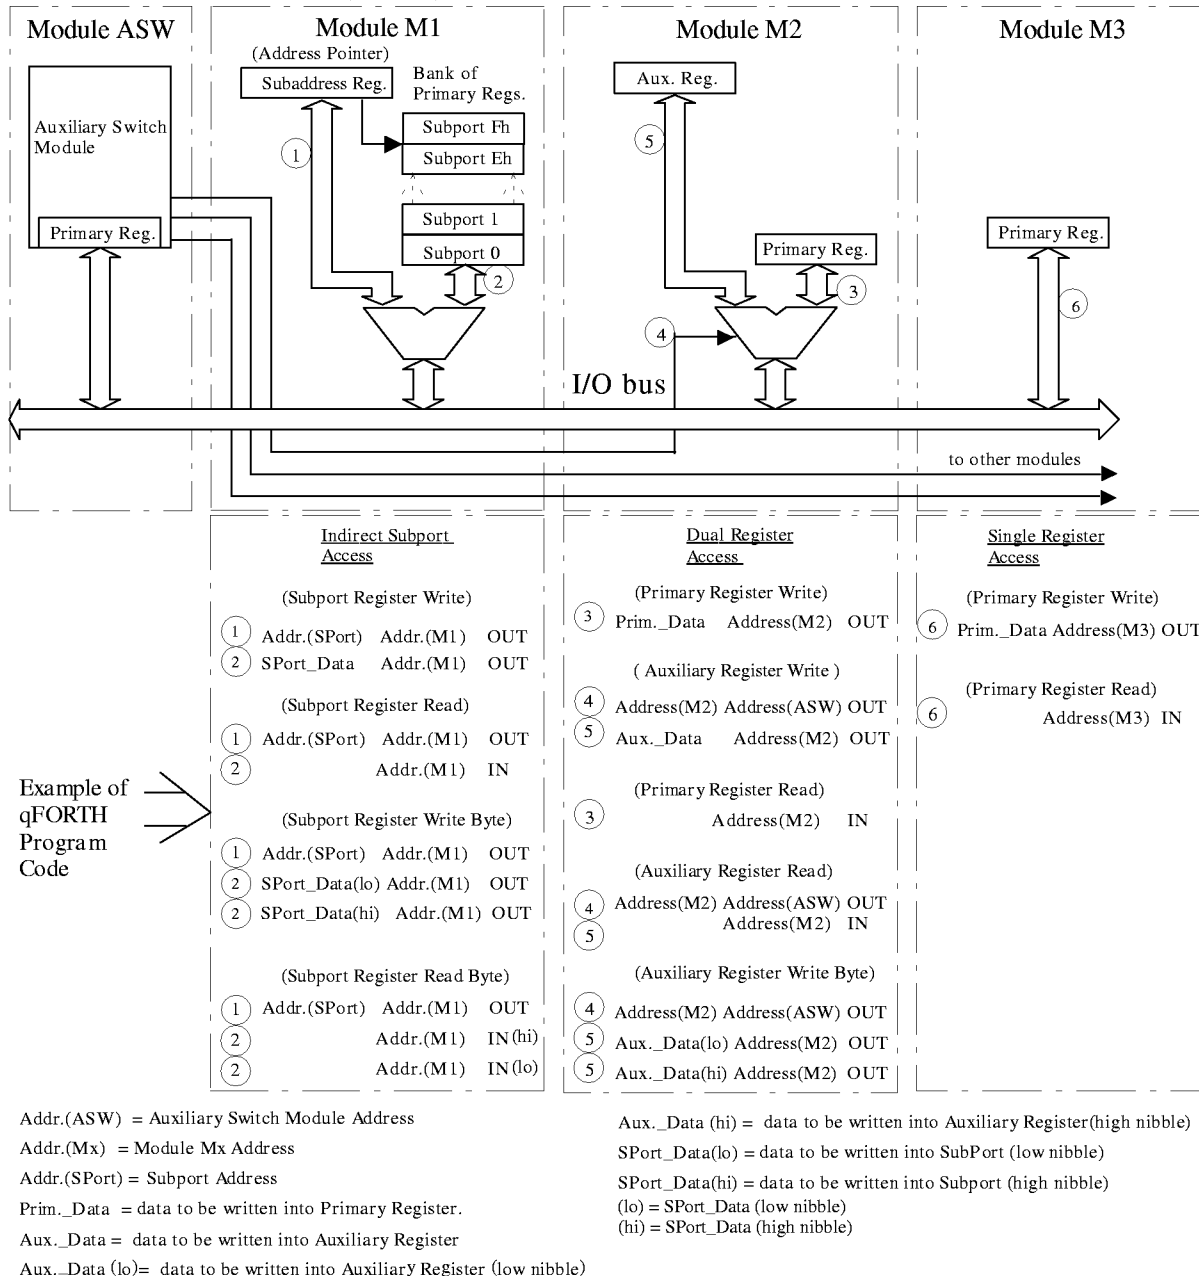 Module ASW
Module M1
Module M2
Module M3
Auxiliary Switch
Module
Primary Reg.
(Address Pointer)
Subaddress Reg.
Bank of
Primary Regs.
Subport Fh
Subport Eh
Subport 1
Subport 0
1
2
Aux. Reg.
5
Primary Reg.
3
4
Primary Reg.
6
I/O bus
to other modules
Example of
qFORTH
Program
Code
Indirect Subport
Access
(Subport Register Write)
1 Addr.(SPort) Addr.(M1) OUT
2 SPort_Data Addr.(M1) OUT
(Subport Register Read)
1 Addr.(SPort) Addr.(M1) OUT
2 Addr.(M1) IN
(Subport Register Write Byte)
1 Addr.(SPort) Addr.(M1) OUT
2 SPort_Data(lo) Addr.(M1) OUT
2 SPort_Data(hi) Addr.(M1) OUT
(Subport Register Read Byte)
1 Addr.(SPort) Addr.(M1) OUT
2 Addr.(M1) IN(hi)
2 Addr.(M1) IN(lo)
Dual Register
Access
(Primary Register Write)
3 Prim._Data Address(M2) OUT
( Auxiliary Register Write )
4 Address(M2) Address(ASW) OUT
5 Aux._Data Address(M2) OUT
(Primary Register Read)
3 Address(M2) IN
(Auxiliary Register Read)
4 Address(M2) Address(ASW) OUT
5 Address(M2) IN
(Auxiliary Register Write Byte)
4 Address(M2) Address(ASW) OUT
5 Aux._Data(lo) Address(M2) OUT
5 Aux._Data(hi) Address(M2) OUT
Single Register
Access
(Primary Register Write)
6 Prim._Data Address(M3) OUT
(Primary Register Read)
6 Address(M3) IN
Addr.(ASW) = Auxiliary Switch Module Address
Addr.(Mx) = Module Mx Address
Addr.(SPort) = Subport Address
Prim._Data = data to be written into Primary Register.
Aux._Data = data to be written into Auxiliary Register
Aux._Data (lo)= data to be written into Auxiliary Register (low nibble)
Aux._Data (hi) = data to be written into Auxiliary Register(high nibble)
SPort_Data(lo) = data to be written into SubPort (low nibble)
SPort_Data(hi) = data to be written into Subport (high nibble)
(lo) = SPort_Data (low nibble)
(hi) = SPort_Data (high nibble)